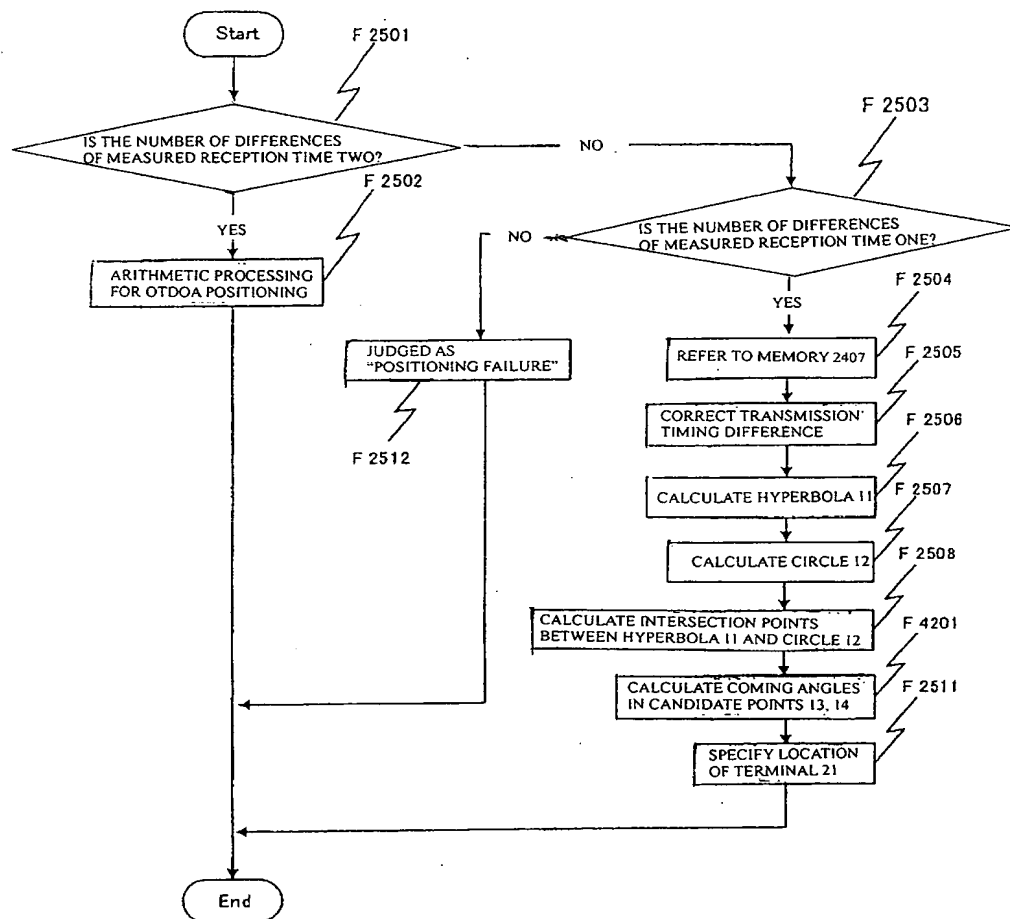 Start
F 2501
IS THE NUMBER OF DIFFERENCES
OF MEASURED RECEPTION TIME TWO?
NO
F 2503
F 2502
YES
ARITHMETIC PROCESSING
FOR OTDOA POSITIONING
IS THE NUMBER OF DIFFERENCES
OF MEASURED RECEPTION TIME ONE?
NO
YES
F 2504
JUDGED AS
“POSITIONING FAILURE”
F 2512
REFER TO MEMORY 2407
F 2505
CORRECT TRANSMISSION
TIMING DIFFERENCE
F 2506
CALCULATE HYPERBOLA 11
F 2507
CALCULATE CIRCLE 12
F 2508
CALCULATE INTERSECTION POINTS
BETWEEN HYPERBOLA 11 AND CIRCLE 12
F 4201
CALCULATE COMING ANGLES
IN CANDIDATE POINTS 13, 14
F 2511
SPECIFY LOCATION
OF TERMINAL 21
End